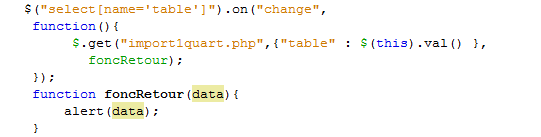 $("select[name='table']").on("change",
function(){
$.get("import1quart.php",{"table" : $(this).val() },
foncRetour);
});
function foncRetour(data){
alert(data);
}